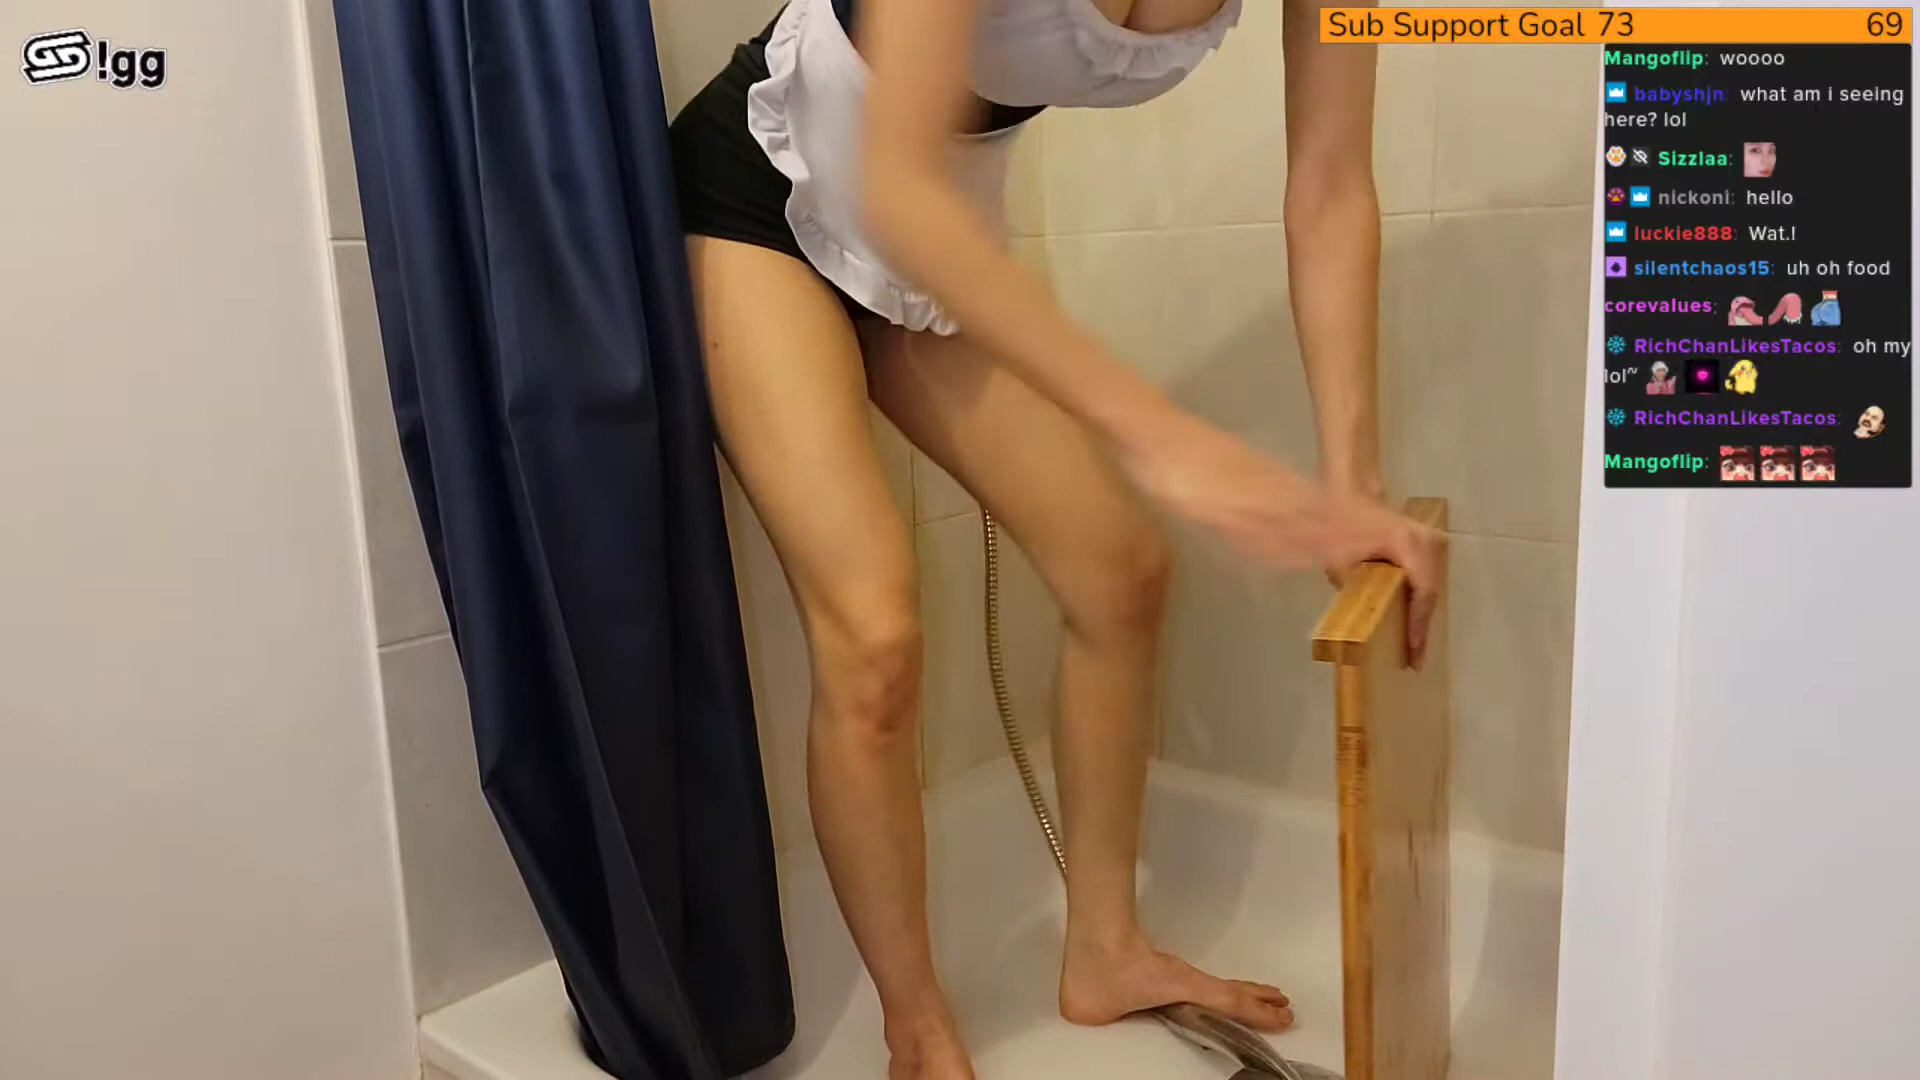 !gg
Sub Support Goal 73 69
Mangoflip: woooo
babyshjn: what am i seeing
here? lol
Sizzlaa:
nickoni: hello
luckie888: Wat.!
silentchaos15: uh oh food
corevalues:
RichChanLikesTacos: oh my
lol~
RichChanLikesTacos:
Mangoflip: